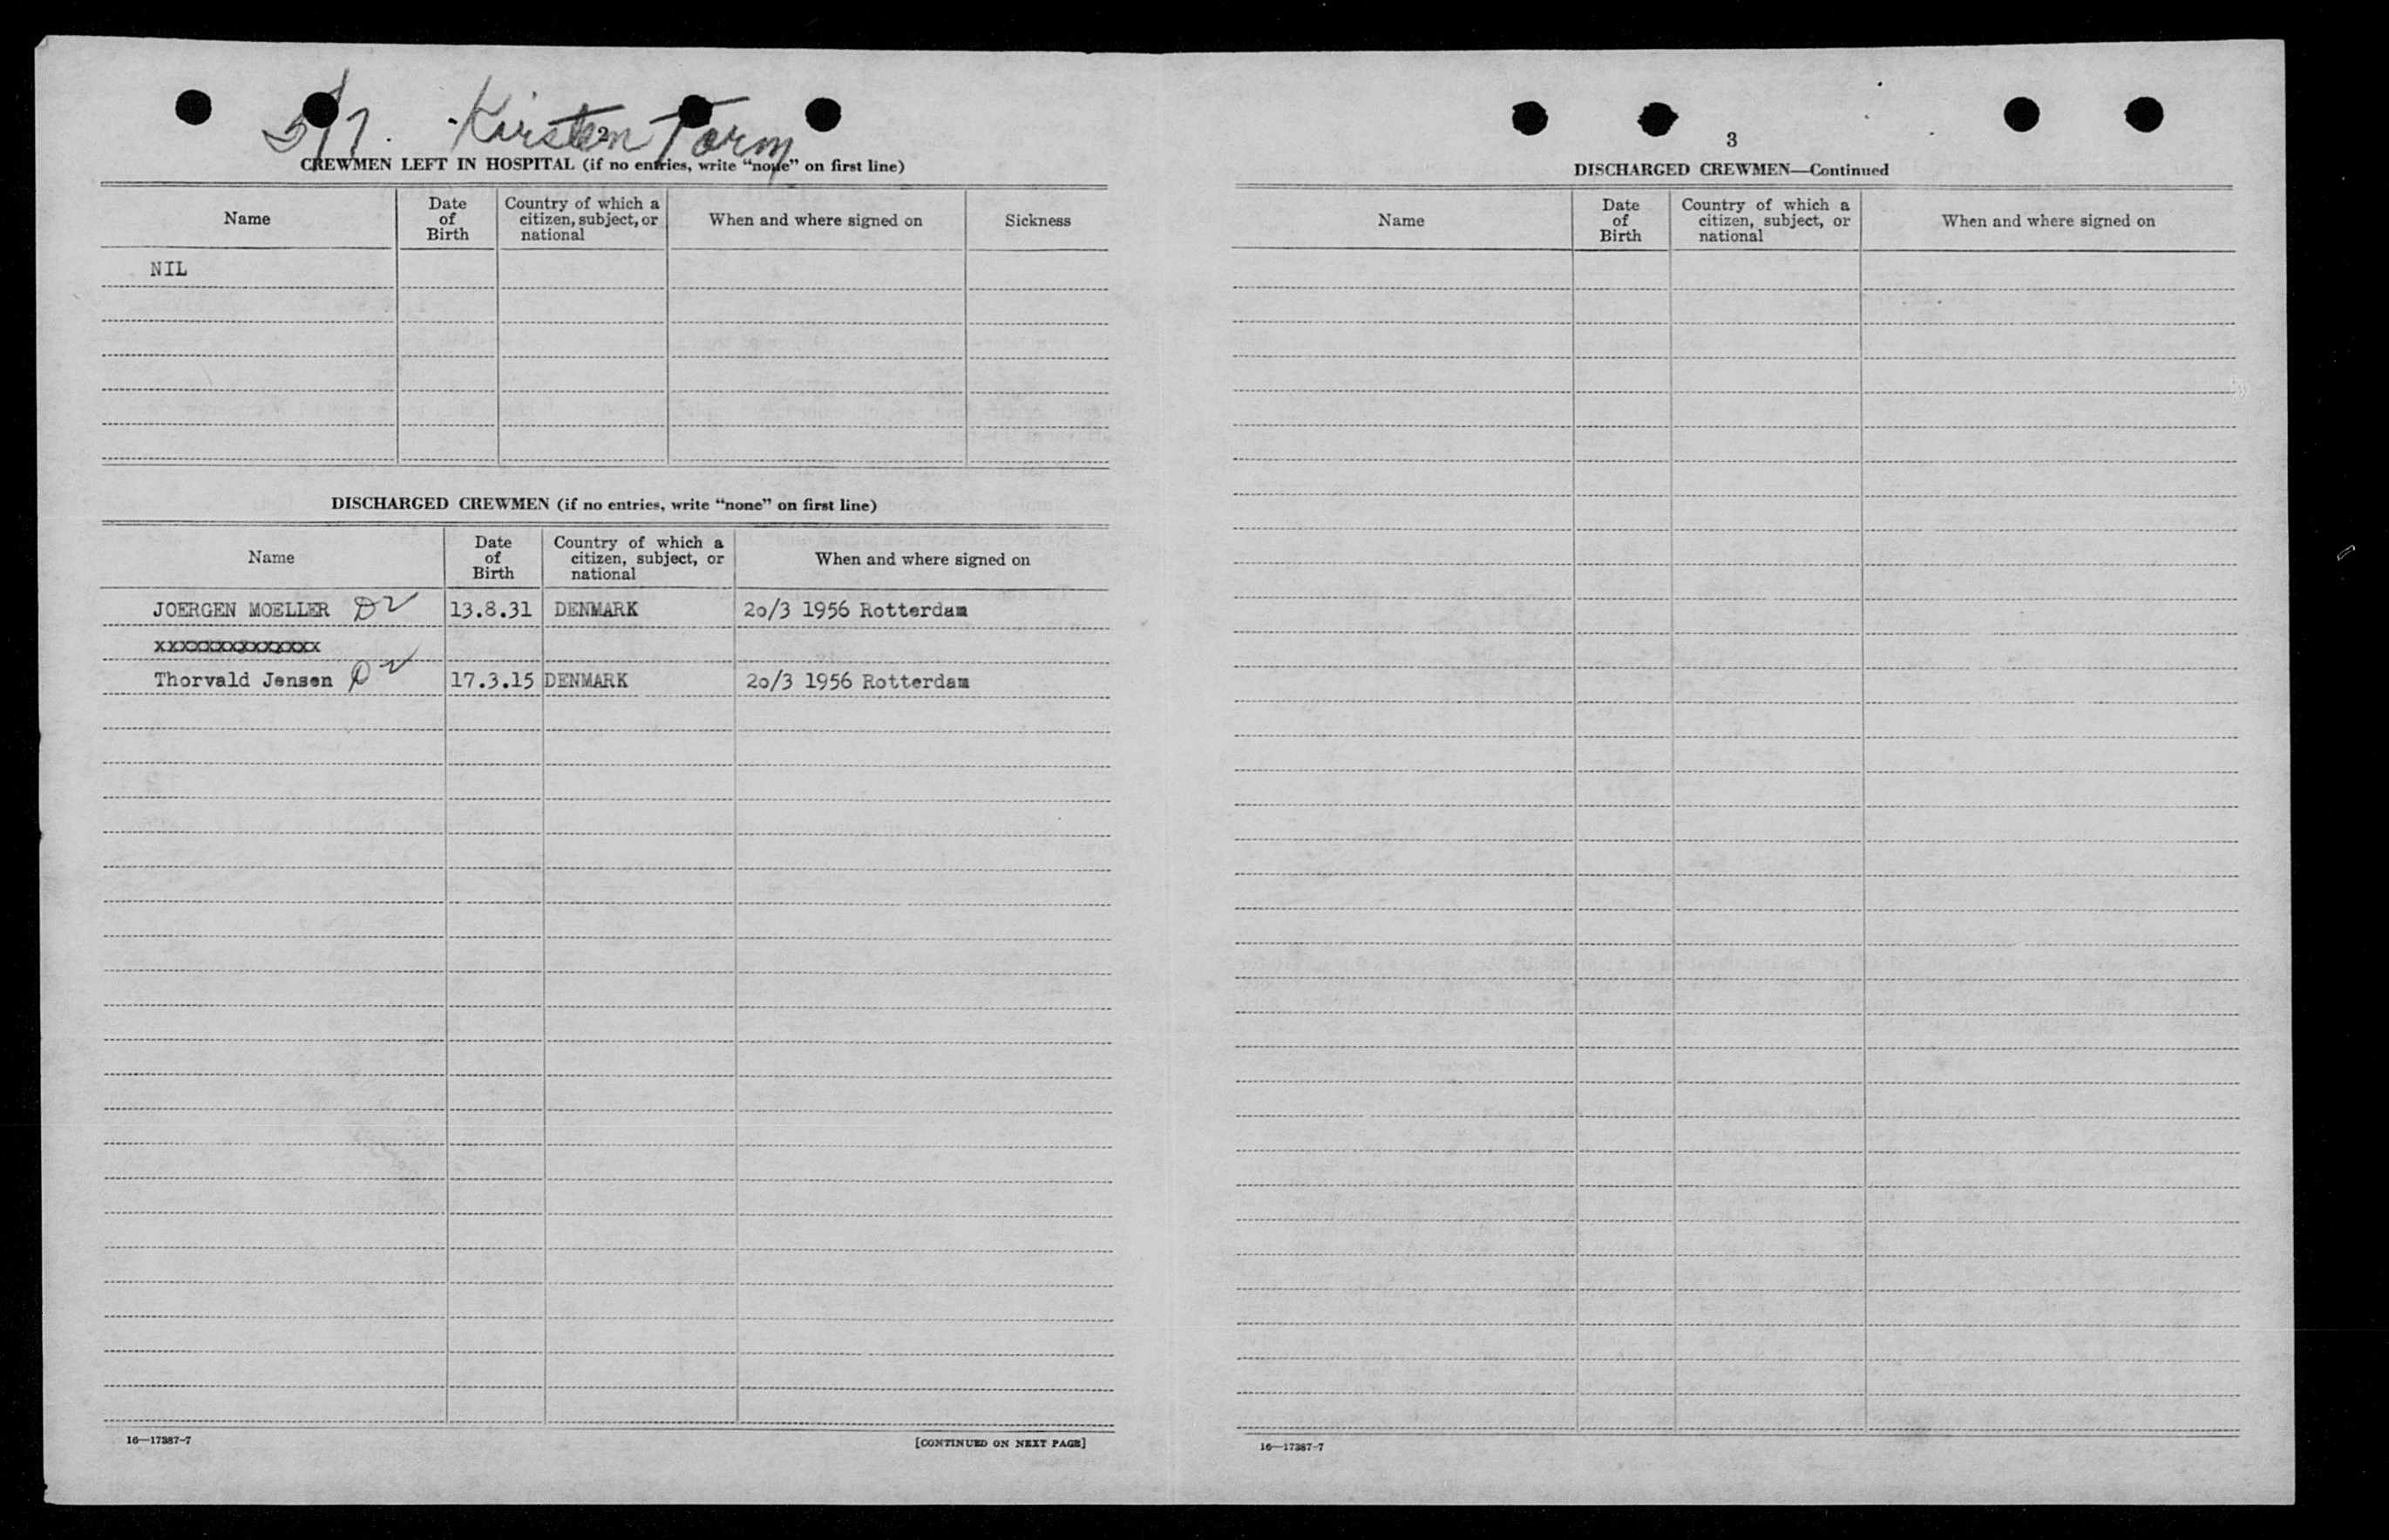 Kirsten Torm
2
CREWMEN LEFT IN HOSPITAL (if no entries, write “none” on first line)
Name Date of Birth Country of which a citizen, subject, or national When and where signed on Sickness
NIL
DISCHARGED CREWMEN (if no entries, write “none” on first line)
Name Date of Birth Country of which a citizen, subject, or national When and where signed on
JOERGEN MOELLER 13.8.31 DENMARK 2o/3 1956 Rotterdam
xxxxxxxxxxxxxxx
Thorvald Jensen 17.3.15 DENMARK 2o/3 1956 Rotterdam
16—17387-7 [CONTINUED ON NEXT PAGE]
3
DISCHARGED CREWMEN—Continued
Name Date of Birth Country of which a citizen, subject, or national When and where signed on
16—17387-7